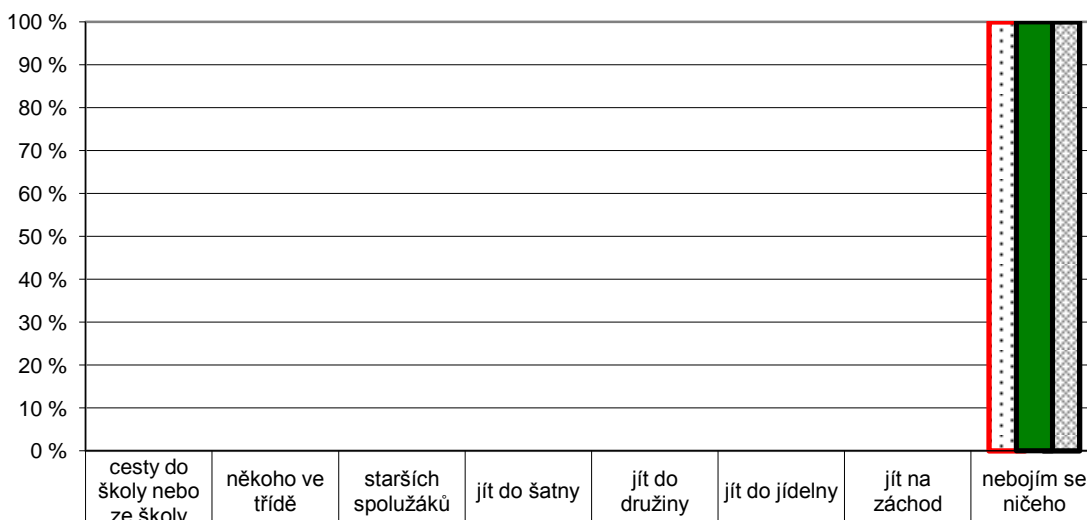 100 %
90 %
80 %
70 %
60 %
50 %
40 %
30 %
20 %
10 %
0 %
cesty do
školy nebo
ze školy
někoho ve
třídě
starších
spolužáků
jít do šatny
jít do
družiny
jít do jídelny
jít na
záchod
nebojím se
ničeho